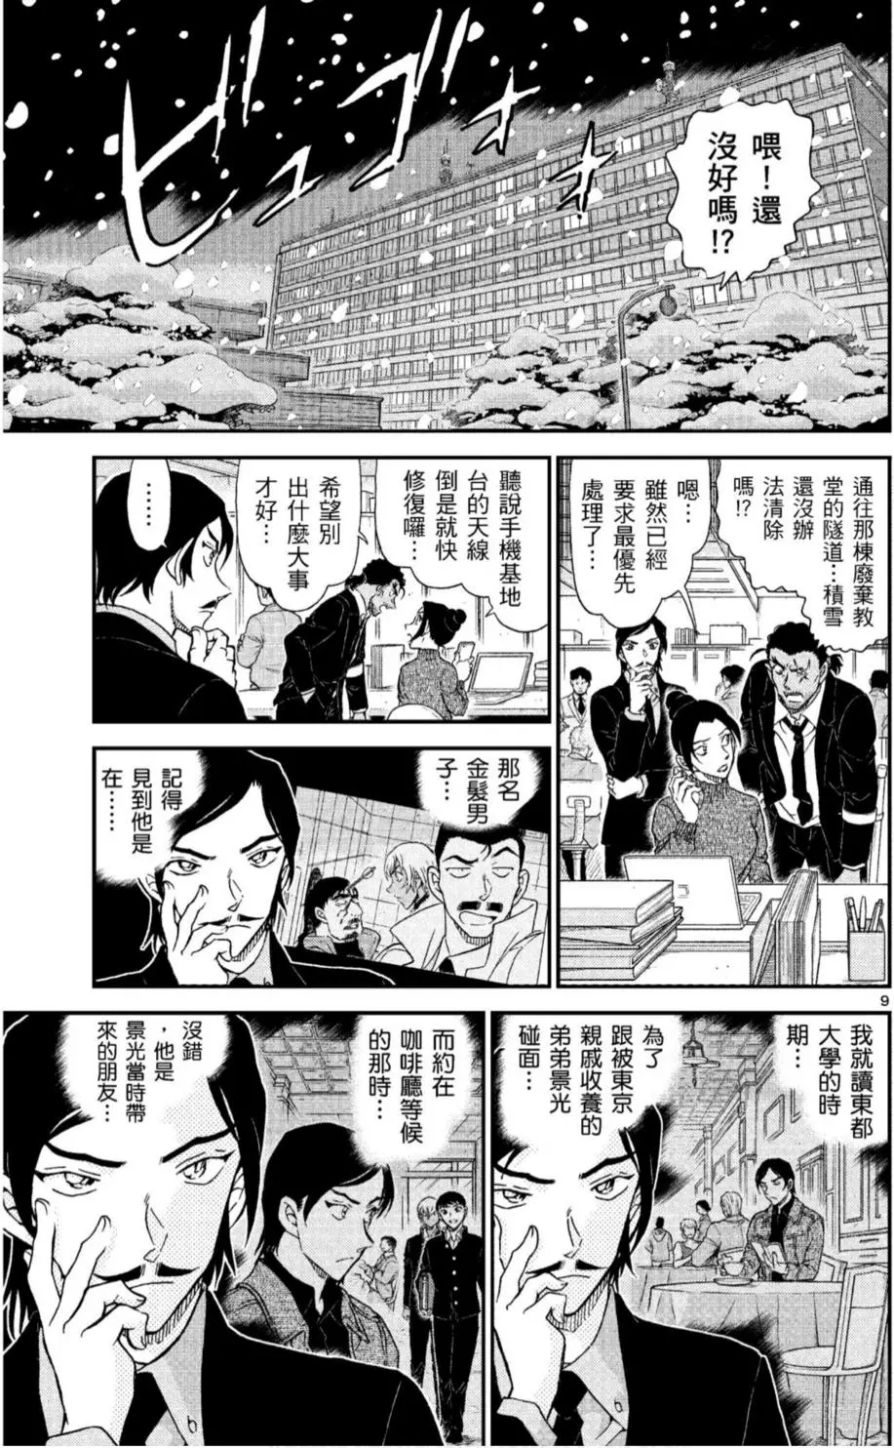 ビュゴオ
喂！還
沒好嗎!?
通往那棟廢棄教
堂的隧道…積雪
還沒辦
法清除
嗎!?
嗯…
雖然已經
要求最優先
處理了…
聽說手機基地
台的天線
倒是就快
修復囉…
希望別
出什麼大事
才好…
……
那名
金髮男
子…
記得
見到他是
在……
9
我就讀東都
大學的時
期…
為了
跟被東京
親戚收養的
弟弟景光
碰面…
而約在
咖啡廳等候
的那時…
沒錯
，他是
景光當時帶
來的朋友…